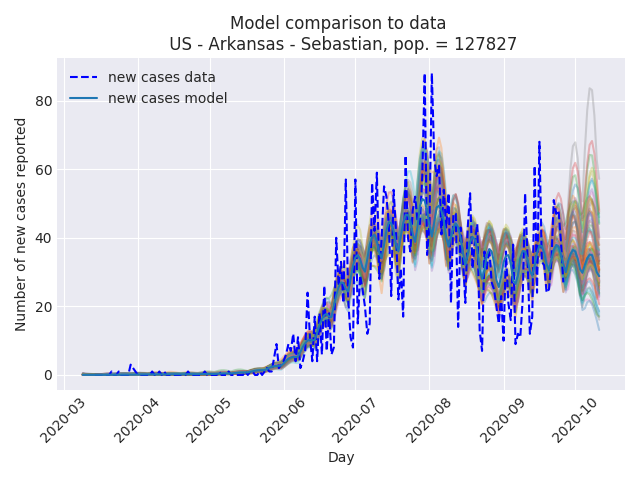 Model comparison to data
US - Arkansas - Sebastian, pop. = 127827
new cases data
new cases model
Number of new cases reported
80
60
40
20
0
2020-03
2020-04
2020-05
2020-06
2020-07
2020-08
2020-09
2020-10
Day